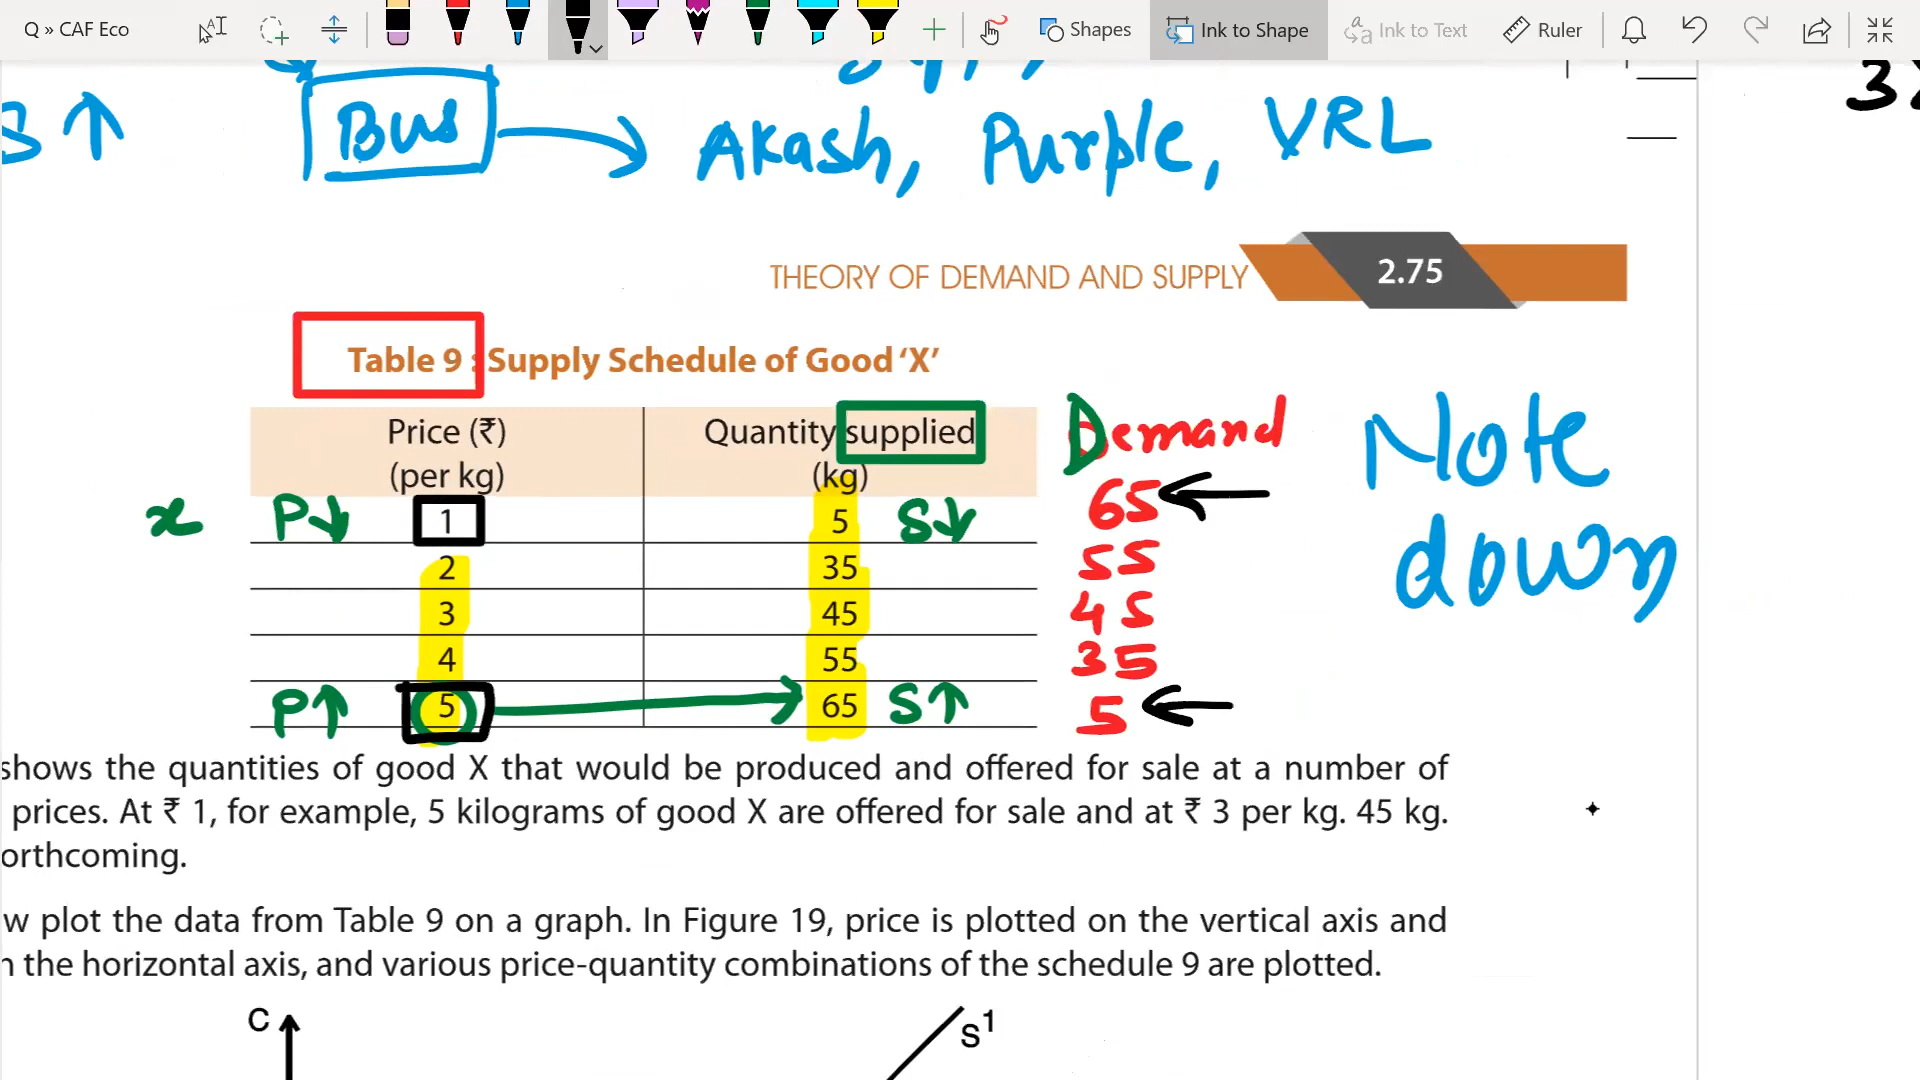 Q » CAF Eco
Shapes
Ink to Shape
Ink to Text
Ruler
S ↑
Bus → Akash, Purple, VRL
THEORY OF DEMAND AND SUPPLY 2.75
Table 9 : Supply Schedule of Good ‘X’
Price (₹) Quantity supplied Demand
(per kg) (kg)
Note down
x P↓ 1 5 S↓ 65 ←
2 35 55
3 45 45
4 55 35
P↑ 5 → 65 S↑ 5 ←
shows the quantities of good X that would be produced and offered for sale at a number of
prices. At ₹ 1, for example, 5 kilograms of good X are offered for sale and at ₹ 3 per kg. 45 kg.
orthcoming.
w plot the data from Table 9 on a graph. In Figure 19, price is plotted on the vertical axis and
the horizontal axis, and various price-quantity combinations of the schedule 9 are plotted.
C
S¹